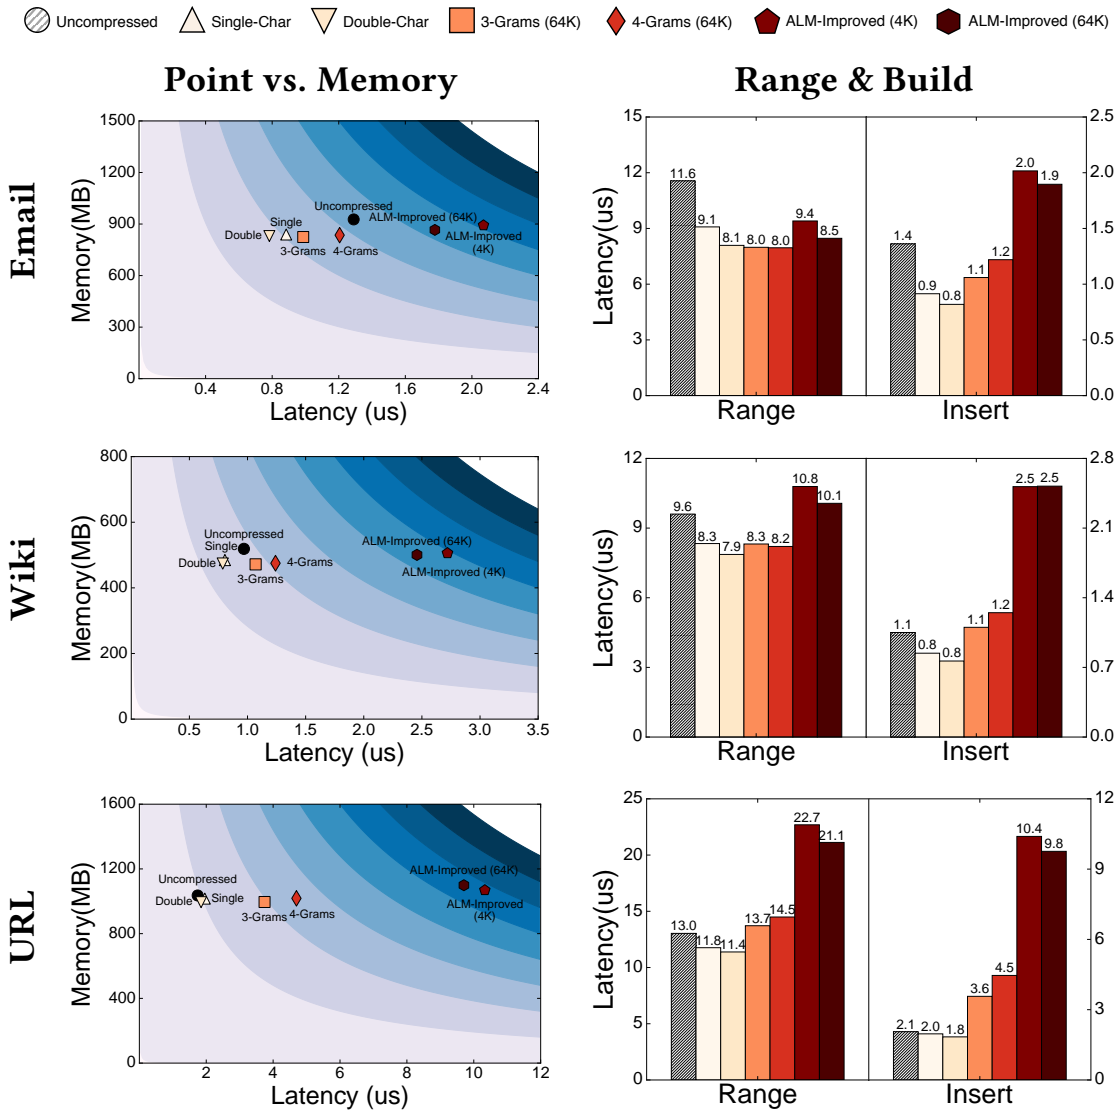 Uncompressed Single-Char Double-Char 3-Grams (64K) 4-Grams (64K) ALM-Improved (4K) ALM-Improved (64K)
Point vs. Memory
Range & Build
Email
Memory(MB)
1500
1200
900
600
300
0
Uncompressed
ALM-Improved (64K)
Single
Double
ALM-Improved
(4K)
3-Grams 4-Grams
0.4 0.8 1.2 1.6 2.0 2.4
Latency (us)
Latency(us)
15
12
9
6
3
0
11.6 9.1 8.1 8.0 8.0 9.4 8.5
1.4 0.9 0.8 1.1 1.2 2.0 1.9
2.5
2.0
1.5
1.0
0.5
0.0
Range Insert
Wiki
Memory(MB)
800
600
400
200
0
Uncompressed
Single
ALM-Improved (64K)
Double
4-Grams
ALM-Improved (4K)
3-Grams
0.5 1.0 1.5 2.0 2.5 3.0 3.5
Latency (us)
Latency(us)
12
9
6
3
0
9.6 8.3 7.9 8.3 8.2 10.8 10.1
1.1 0.8 0.8 1.1 1.2 2.5 2.5
2.8
2.1
1.4
0.7
0.0
Range Insert
URL
Memory(MB)
1600
1200
800
400
0
ALM-Improved (64K)
Uncompressed
Single
Double
ALM-Improved
(4K)
3-Grams 4-Grams
2 4 6 8 10 12
Latency (us)
Latency(us)
25
20
15
10
5
0
13.0 11.8 11.4 13.7 14.5 22.7 21.1
2.1 2.0 1.8 3.6 4.5 10.4 9.8
12
9
6
3
0
Range Insert